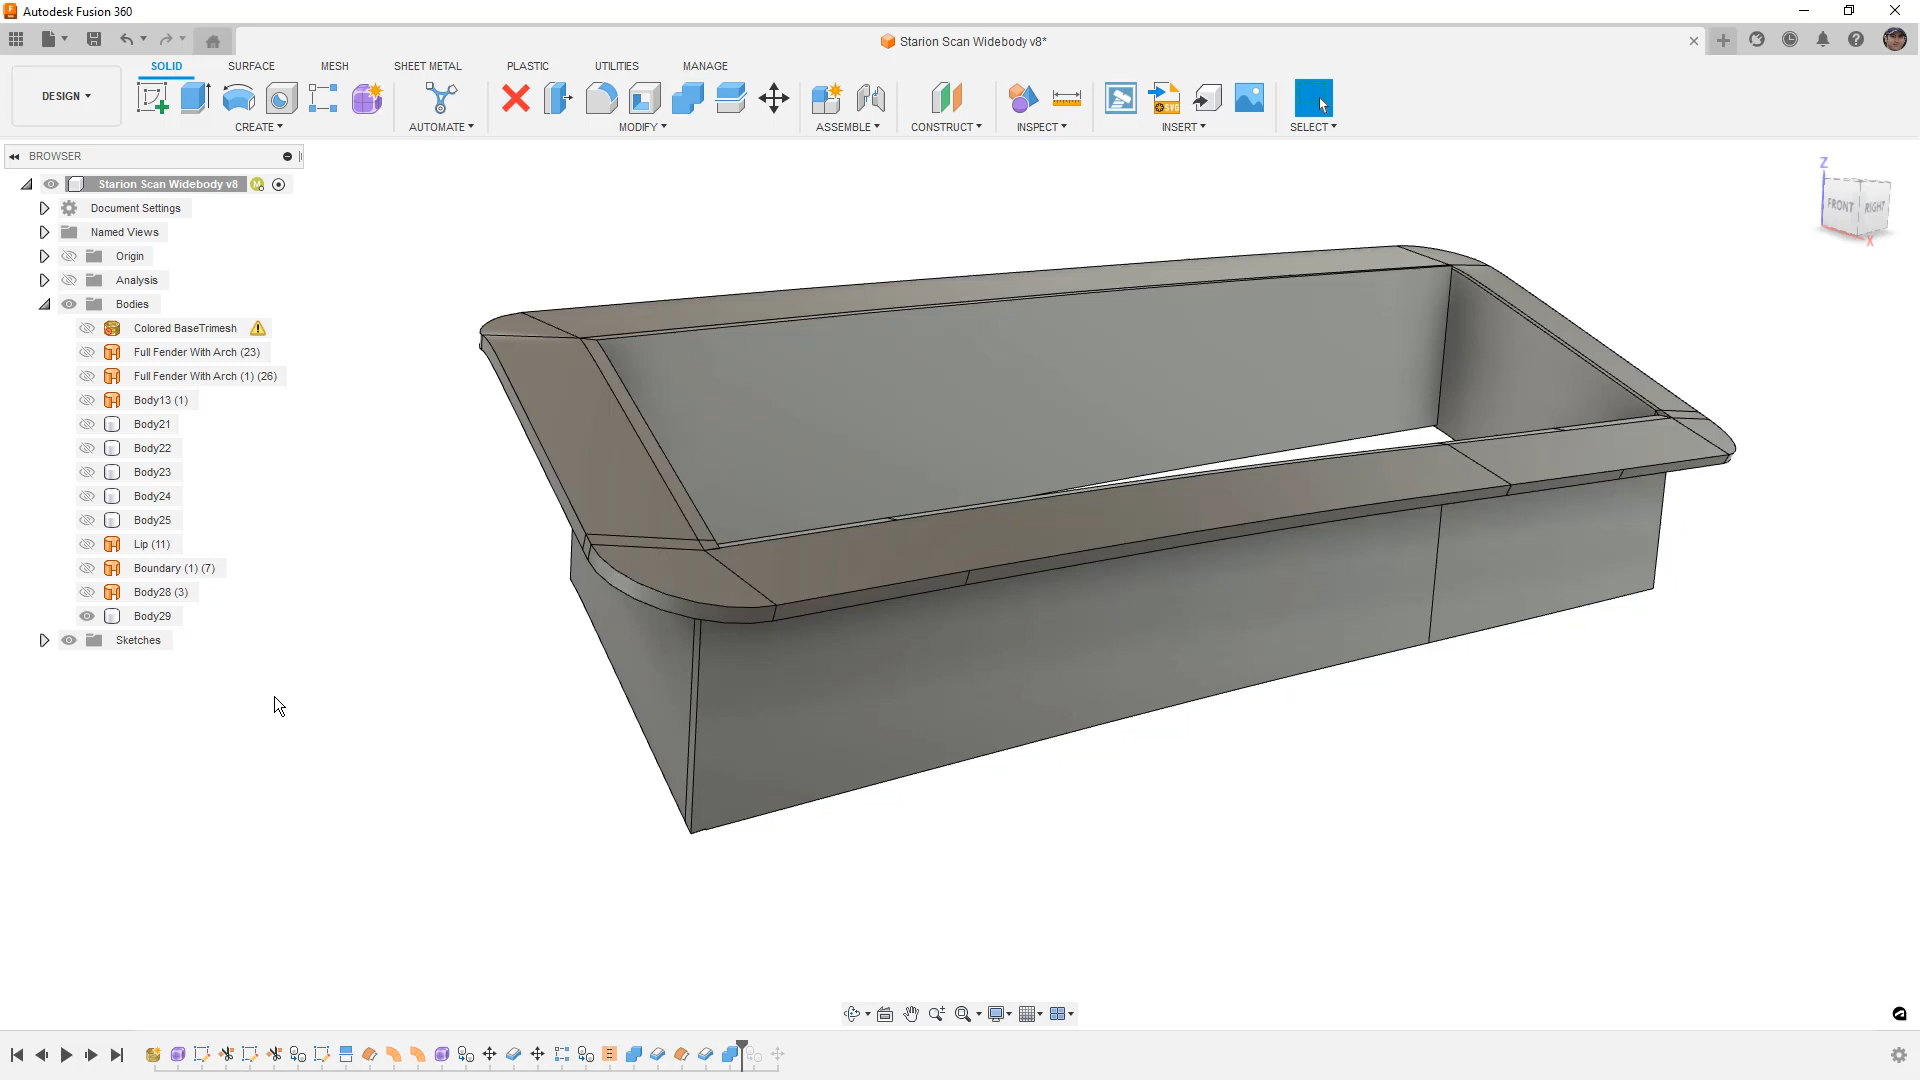 Autodesk Fusion 360
Starion Scan Widebody v8*
SOLID SURFACE MESH SHEET METAL PLASTIC UTILITIES MANAGE
DESIGN
SVG
CREATE AUTOMATE MODIFY ASSEMBLE CONSTRUCT INSPECT INSERT SELECT
BROWSER
Starion Scan Widebody v8
Document Settings
Named Views
Origin
Analysis
Bodies
Colored BaseTrimesh
Full Fender With Arch (23)
Full Fender With Arch (1) (26)
Body13 (1)
Body21
Body22
Body23
Body24
Body25
Lip (11)
Boundary (1) (7)
Body28 (3)
Body29
Sketches
Z
FRONT RIGHT
X